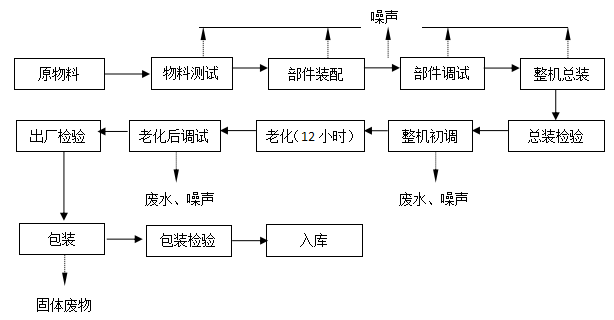 噪声
原物料
物料测试
部件装配
部件调试
整机总装
出厂检验
老化后调试
老化（12小时）
整机初调
总装检验
废水、噪声
废水、噪声
包装
包装检验
入库
固体废物